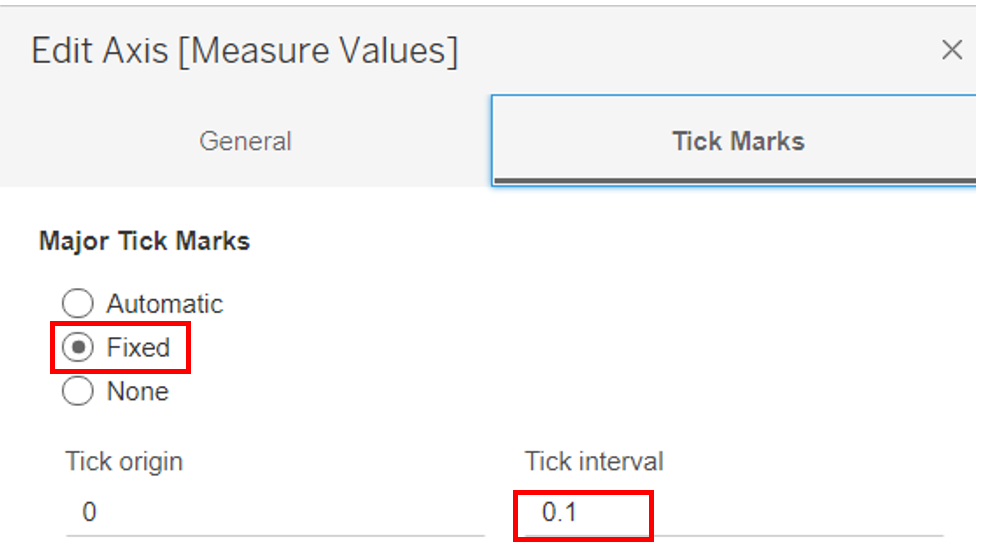 Edit Axis [Measure Values]
General
Tick Marks
Major Tick Marks
Automatic
Fixed
None
Tick origin
Tick interval
0
0.1